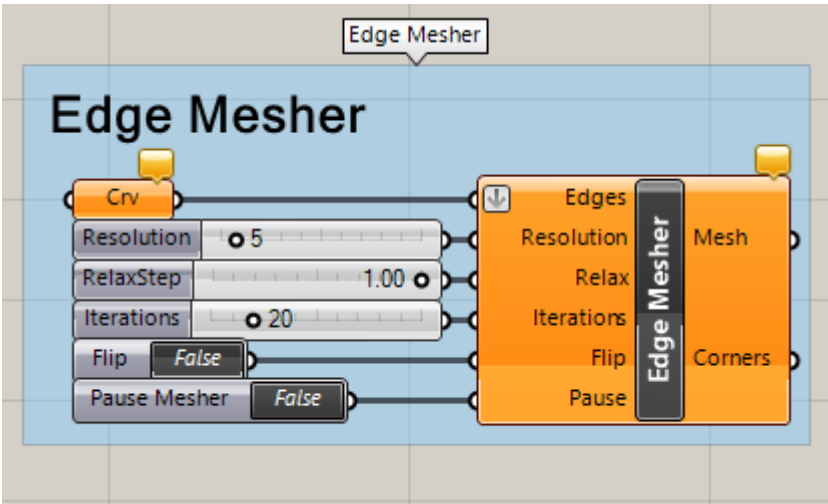 Edge Mesher
Edge Mesher
Crv
Resolution 5
RelaxStep 1.00
Iterations 20
Flip False
Pause Mesher False
Edges
Resolution
Relax
Iterations
Flip
Pause
Edge Mesher
Mesh
Corners